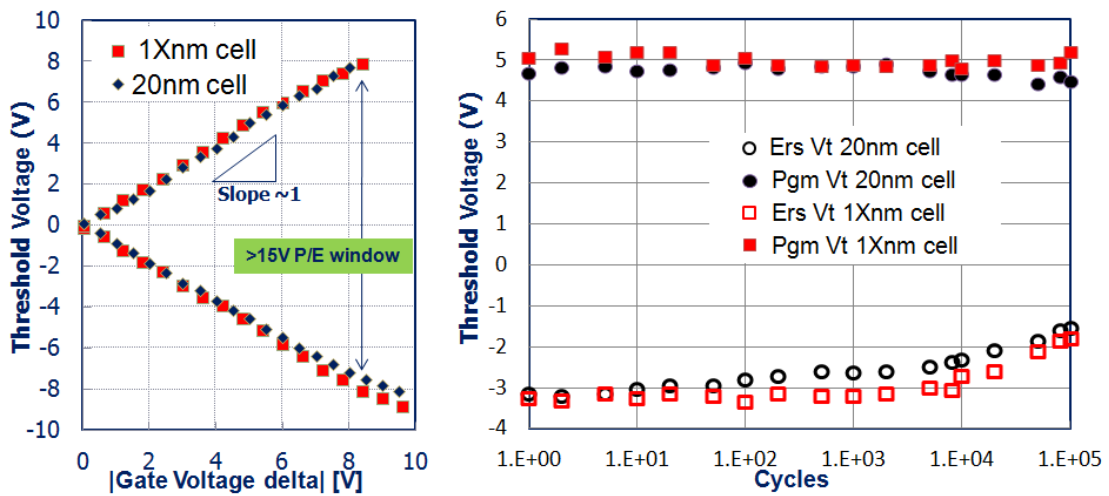 10
8
6
4
2
0
-2
-4
-6
-8
-10
Threshold Voltage (V)
1Xnm cell
20nm cell
Slope ~1
>15V P/E window
0 2 4 6 8 10
|Gate Voltage delta| [V]
6
5
4
3
2
1
0
-1
-2
-3
-4
Threshold Voltage (V)
Ers Vt 20nm cell
Pgm Vt 20nm cell
Ers Vt 1Xnm cell
Pgm Vt 1Xnm cell
1.E+00 1.E+01 1.E+02 1.E+03 1.E+04 1.E+05
Cycles